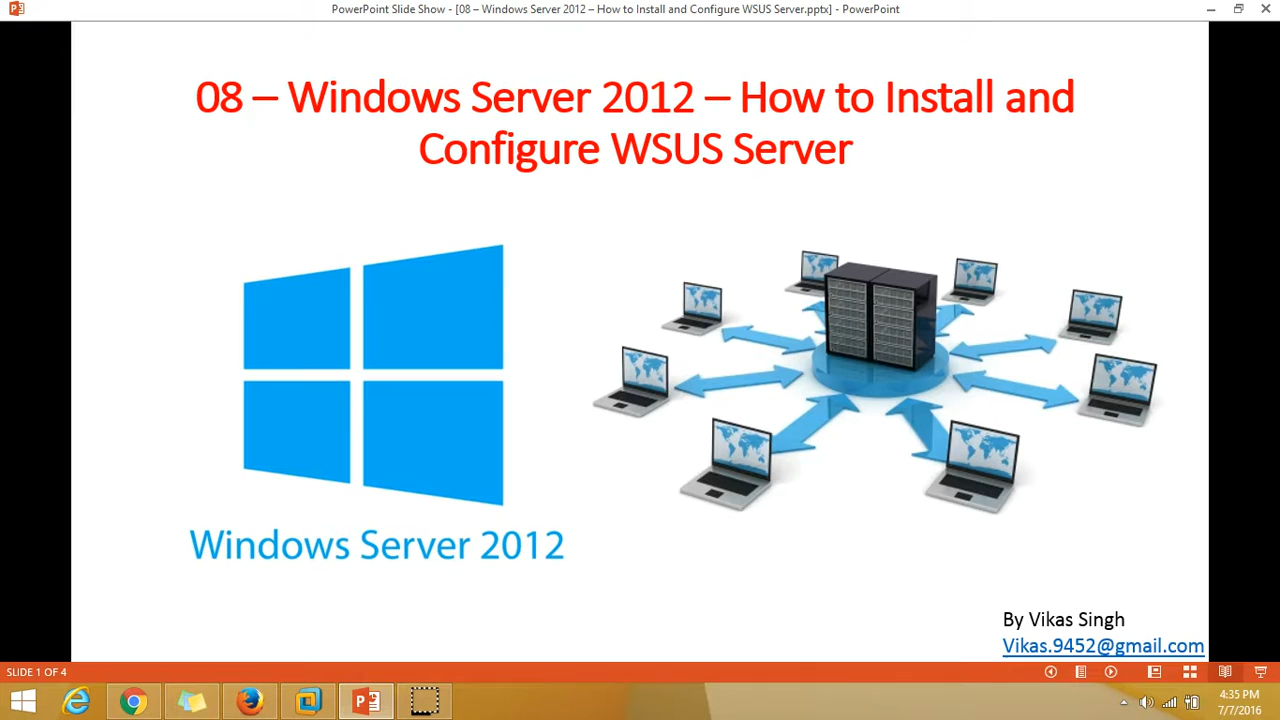 PowerPoint Slide Show - [08 – Windows Server 2012 – How to Install and Configure WSUS Server.pptx] - PowerPoint
08 – Windows Server 2012 – How to Install and
Configure WSUS Server
Windows Server 2012
By Vikas Singh
Vikas.9452@gmail.com
SLIDE 1 OF 4
4:35 PM
7/7/2016